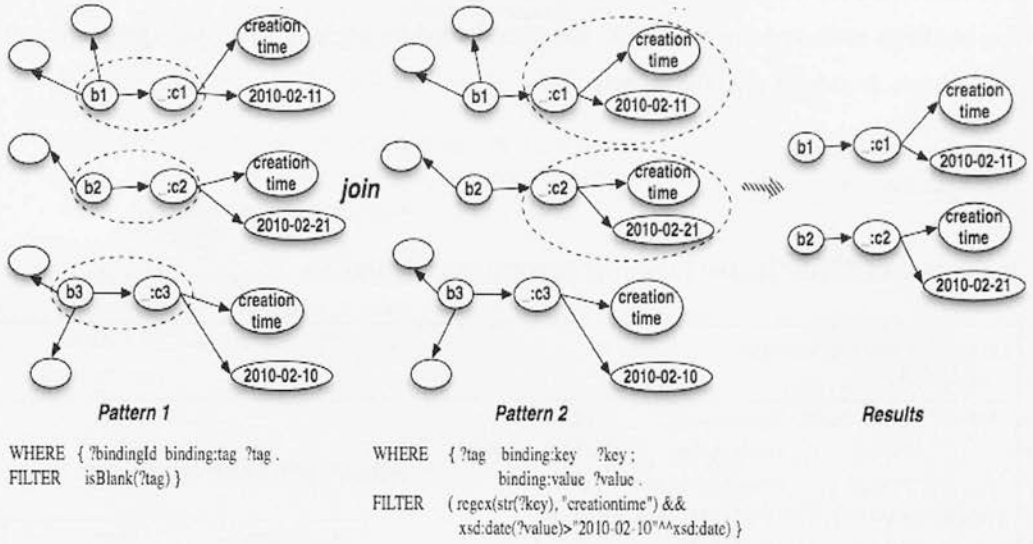 creation
time
b1
_:c1
2010-02-11
b2
_:c2
creation
time
2010-02-21
b3
_:c3
creation
time
2010-02-10
Pattern 1
WHERE { ?bindingId binding:tag ?tag .
FILTER isBlank(?tag) }
join
creation
time
b1
_:c1
2010-02-11
b2
_:c2
creation
time
2010-02-21
b3
_:c3
creation
time
2010-02-10
Pattern 2
WHERE { ?tag binding:key ?key ;
binding:value ?value .
FILTER ( regex(str(?key), "creationtime") &&
xsd:date(?value)>"2010-02-10"^^xsd:date) }
creation
time
b1
_:c1
2010-02-11
b2
_:c2
creation
time
2010-02-21
Results